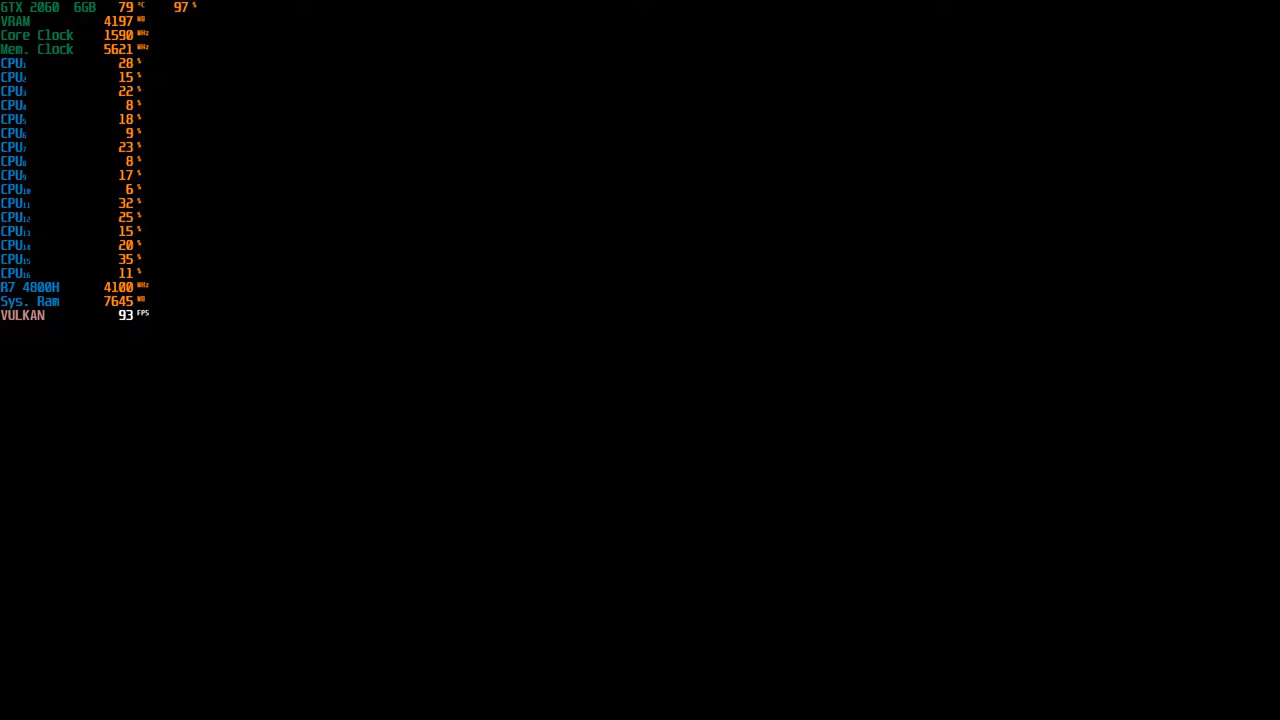 GTX 2060 6GB 79 °C 97 %
VRAM 4197 MB
Core Clock 1590 MHz
Mem. Clock 5621 MHz
CPU1 28 %
CPU2 15 %
CPU3 22 %
CPU4 8 %
CPU5 18 %
CPU6 9 %
CPU7 23 %
CPU8 8 %
CPU9 17 %
CPU10 6 %
CPU11 32 %
CPU12 25 %
CPU13 15 %
CPU14 20 %
CPU15 35 %
CPU16 11 %
R7 4800H 4100 MHz
Sys. Ram 7645 MB
VULKAN 93 FPS